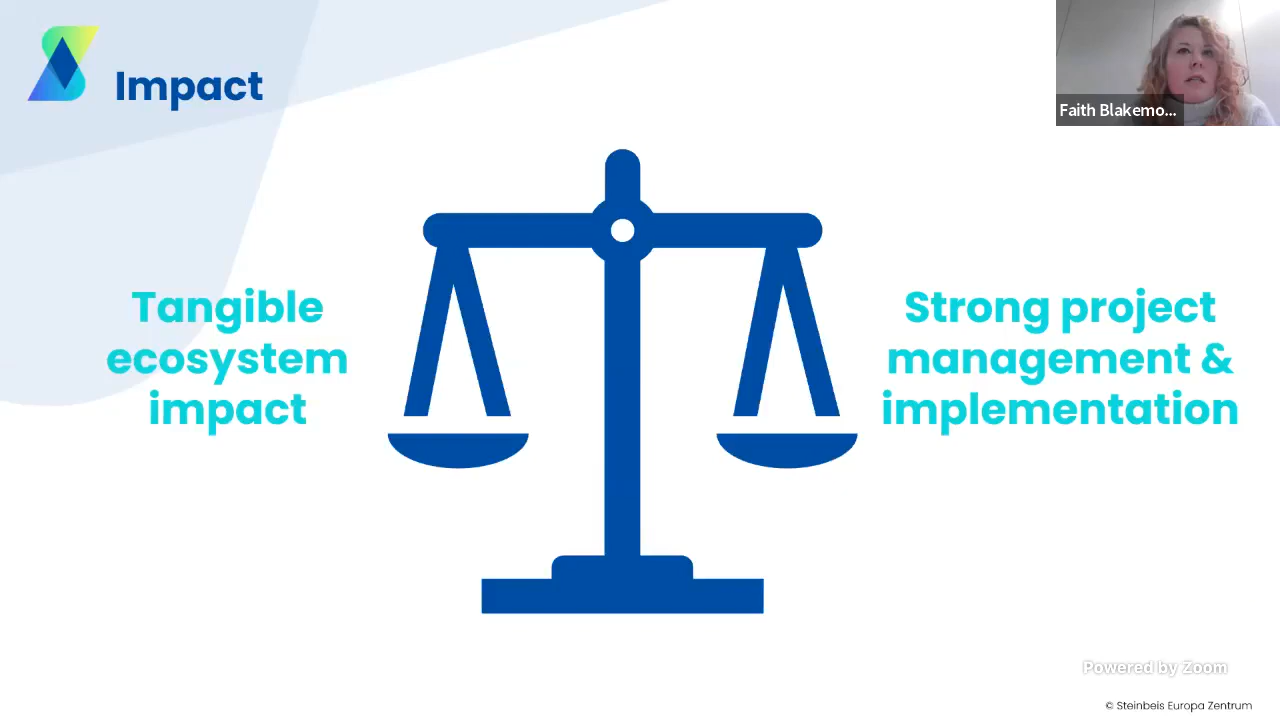 Impact
Faith Blakemo...
Tangible
ecosystem
impact
Strong project
management &
implementation
Powered by Zoom
© Steinbeis Europa Zentrum